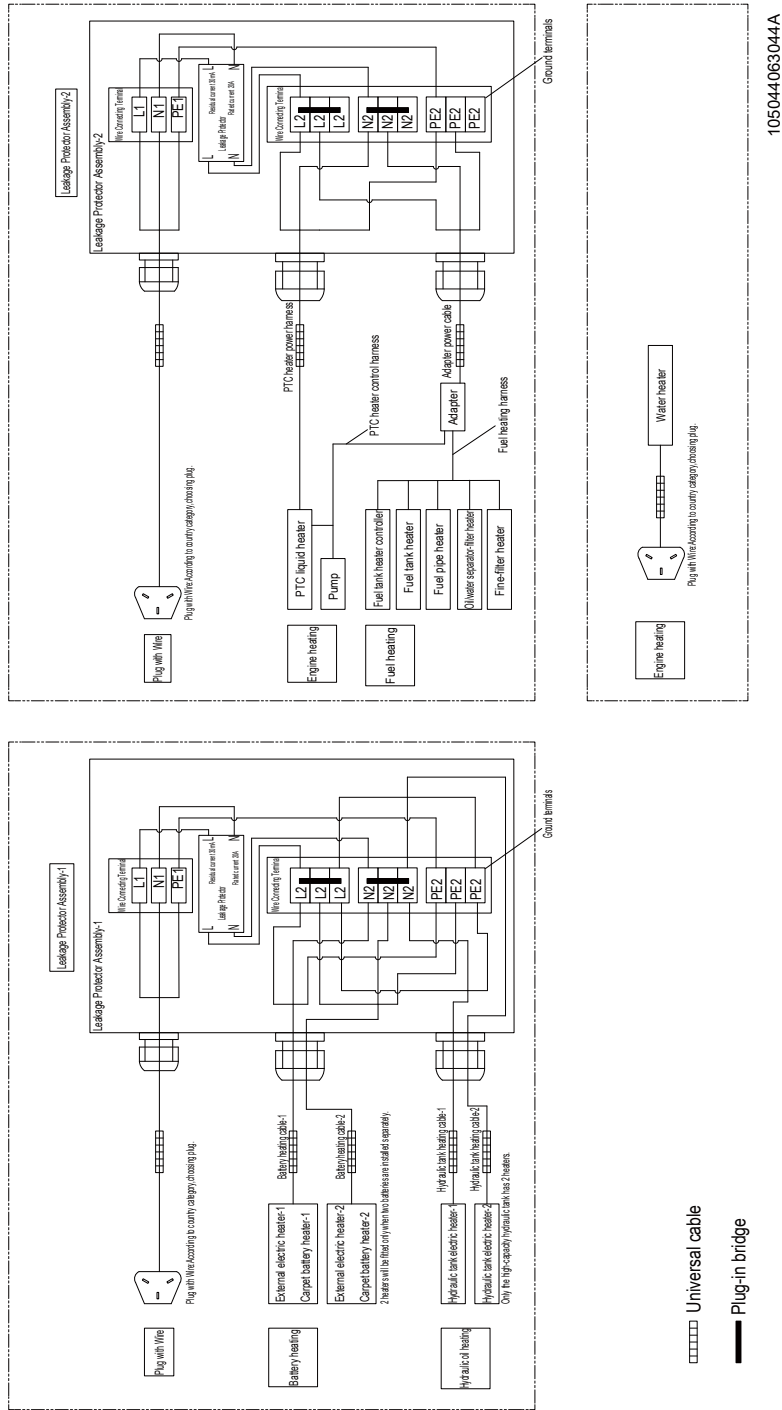 Leakage Protector Assembly-1
Leakage Protector Assembly-1
Wire Connecting Terminal
L1
N1
PE1
L
N
Leakage Protector
Residual current 30 mA
Rated current 20A
L
N
Wire Connecting Terminal
L2
L2
L2
N2
N2
N2
PE2
PE2
PE2
Ground terminals
Plug with Wire
Plug with Wire.According to country category,choosing plug.
Battery heating
External electric heater-1
Carpet battery heater-1
Battery heating cable-1
External electric heater-2
Carpet battery heater-2
Battery heating cable-2
2 heaters will be fitted only when two batteries are installed separately.
Hydraulic oil heating
Hydraulic tank electric heater-1
Hydraulic tank heating cable-1
Hydraulic tank electric heater-2
Hydraulic tank heating cable-2
Only the high-capacity hydraulic tank has 2 heaters.
Universal cable
Plug-in bridge
Leakage Protector Assembly-2
Leakage Protector Assembly-2
Wire Connecting Terminal
L1
N1
PE1
L
N
Leakage Protector
Residual current 30 mA
Rated current 20A
L
N
Wire Connecting Terminal
L2
L2
L2
N2
N2
N2
PE2
PE2
PE2
Ground terminals
Plug with Wire
Plug with Wire.According to country category,choosing plug.
Engine heating
PTC liquid heater
PTC heater power harness
Pump
PTC heater control harness
Fuel heating
Fuel tank heater controller
Fuel tank heater
Fuel pipe heater
Oil/water separator-filter heater
Fine-filter heater
Adapter
Adapter power cable
Fuel heating harness
Engine heating
Plug with Wire.According to country category,choosing plug.
Water heater
105044063044A